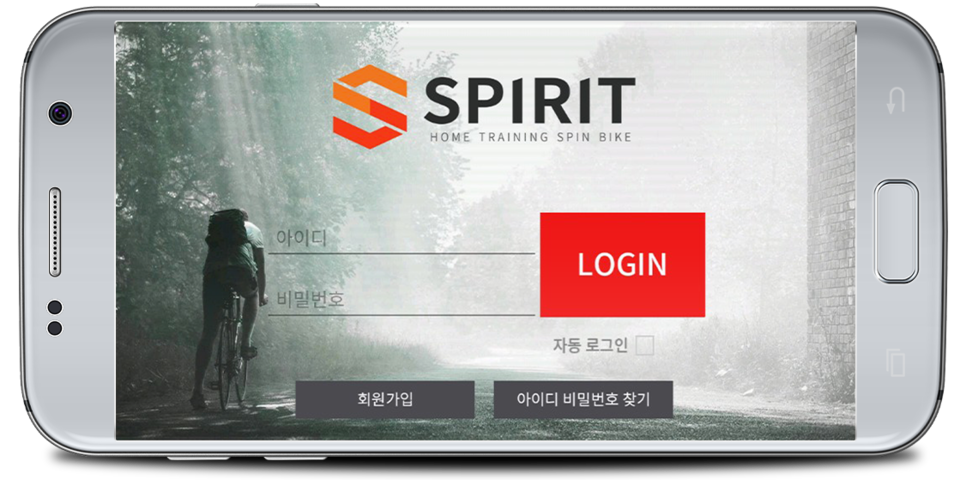 SPIRIT
HOME TRAINING SPIN BIKE
아이디
비밀번호
LOGIN
자동 로그인
회원가입
아이디 비밀번호 찾기